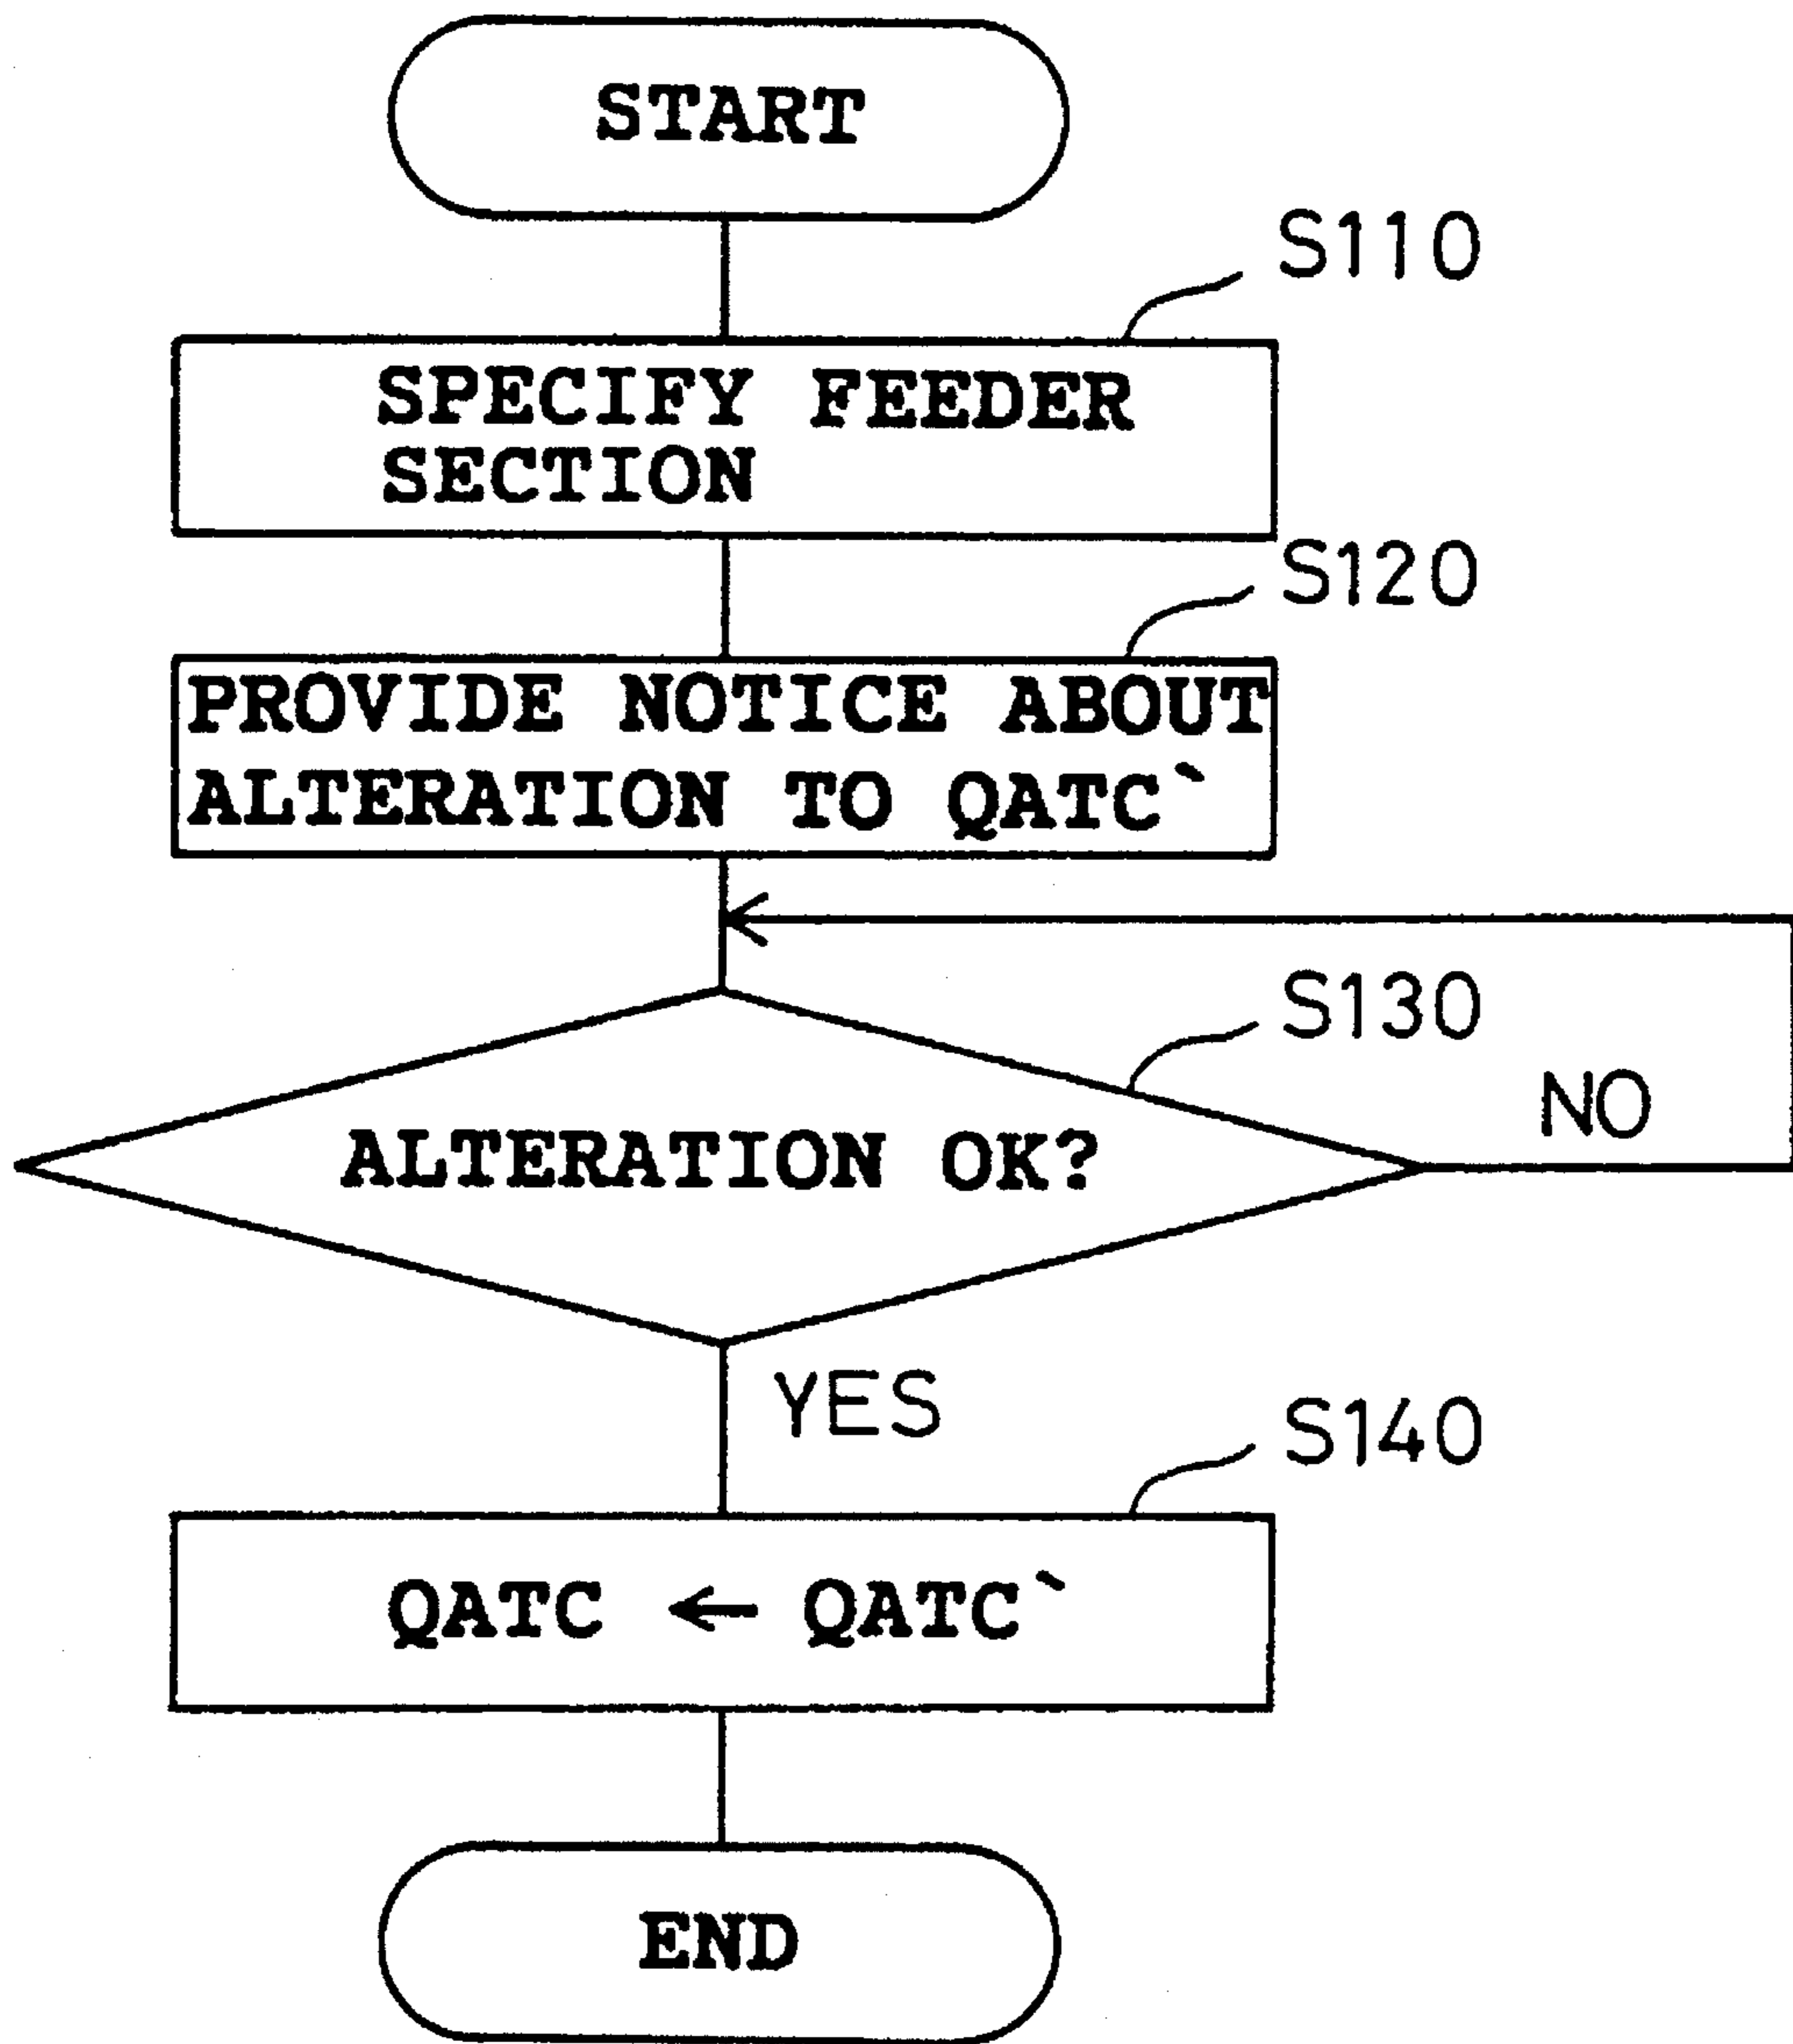 START
S110
SPECIFY FEEDER
SECTION
S120
PROVIDE NOTICE ABOUT
ALTERATION TO QATC`
S130
NO
ALTERATION OK?
YES
S140
QATC ← QATC`
END